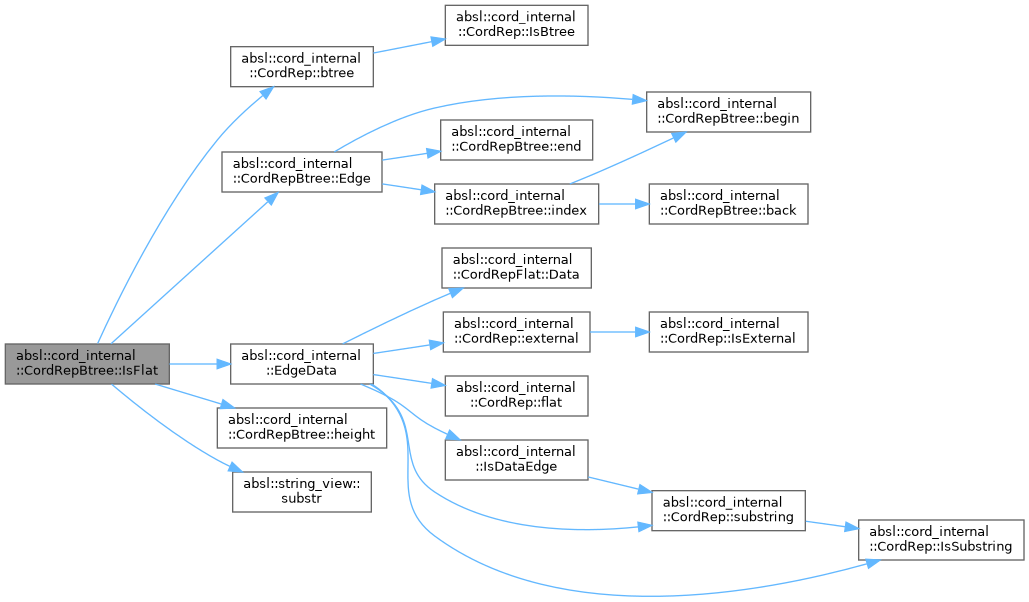 absl::cord_internal
::CordRep::IsBtree
absl::cord_internal
::CordRep::btree
absl::cord_internal
::CordRepBtree::begin
absl::cord_internal
::CordRepBtree::end
absl::cord_internal
::CordRepBtree::Edge
absl::cord_internal
::CordRepBtree::index
absl::cord_internal
::CordRepBtree::back
absl::cord_internal
::CordRepFlat::Data
absl::cord_internal
::CordRep::external
absl::cord_internal
::CordRep::IsExternal
absl::cord_internal
::CordRepBtree::IsFlat
absl::cord_internal
::EdgeData
absl::cord_internal
::CordRep::flat
absl::cord_internal
::CordRepBtree::height
absl::cord_internal
::IsDataEdge
absl::string_view::
substr
absl::cord_internal
::CordRep::substring
absl::cord_internal
::CordRep::IsSubstring